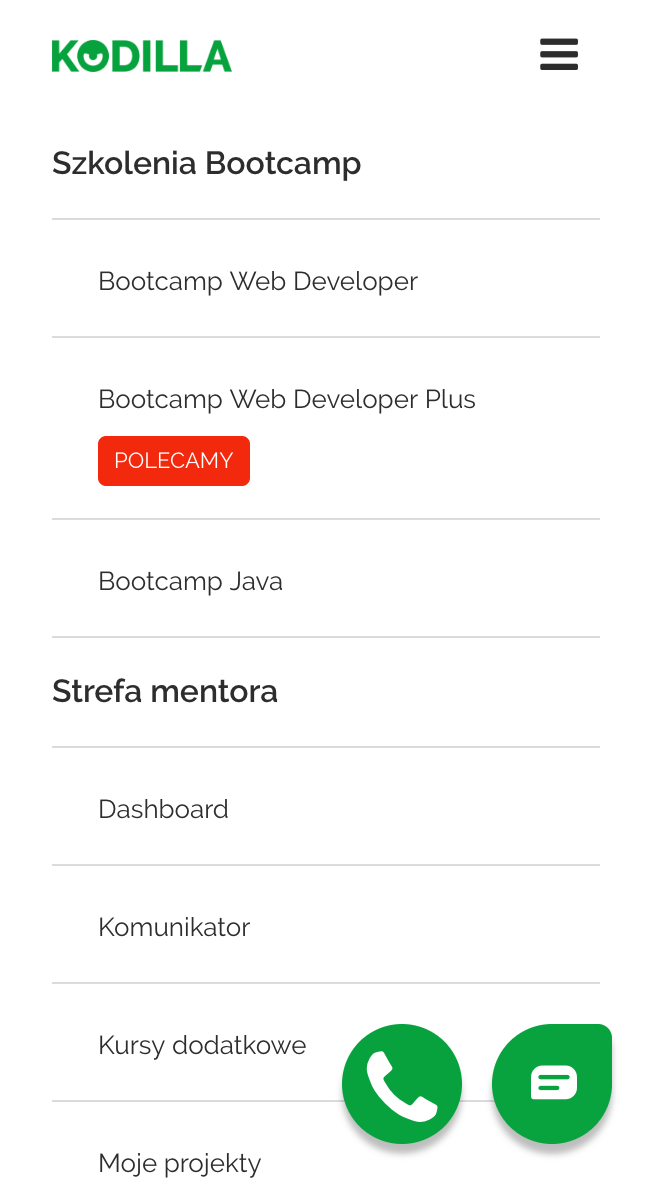 KODILLA
Szkolenia Bootcamp
Bootcamp Web Developer
Bootcamp Web Developer Plus
POLECAMY
Bootcamp Java
Strefa mentora
Dashboard
Komunikator
Kursy dodatkowe
Moje projekty